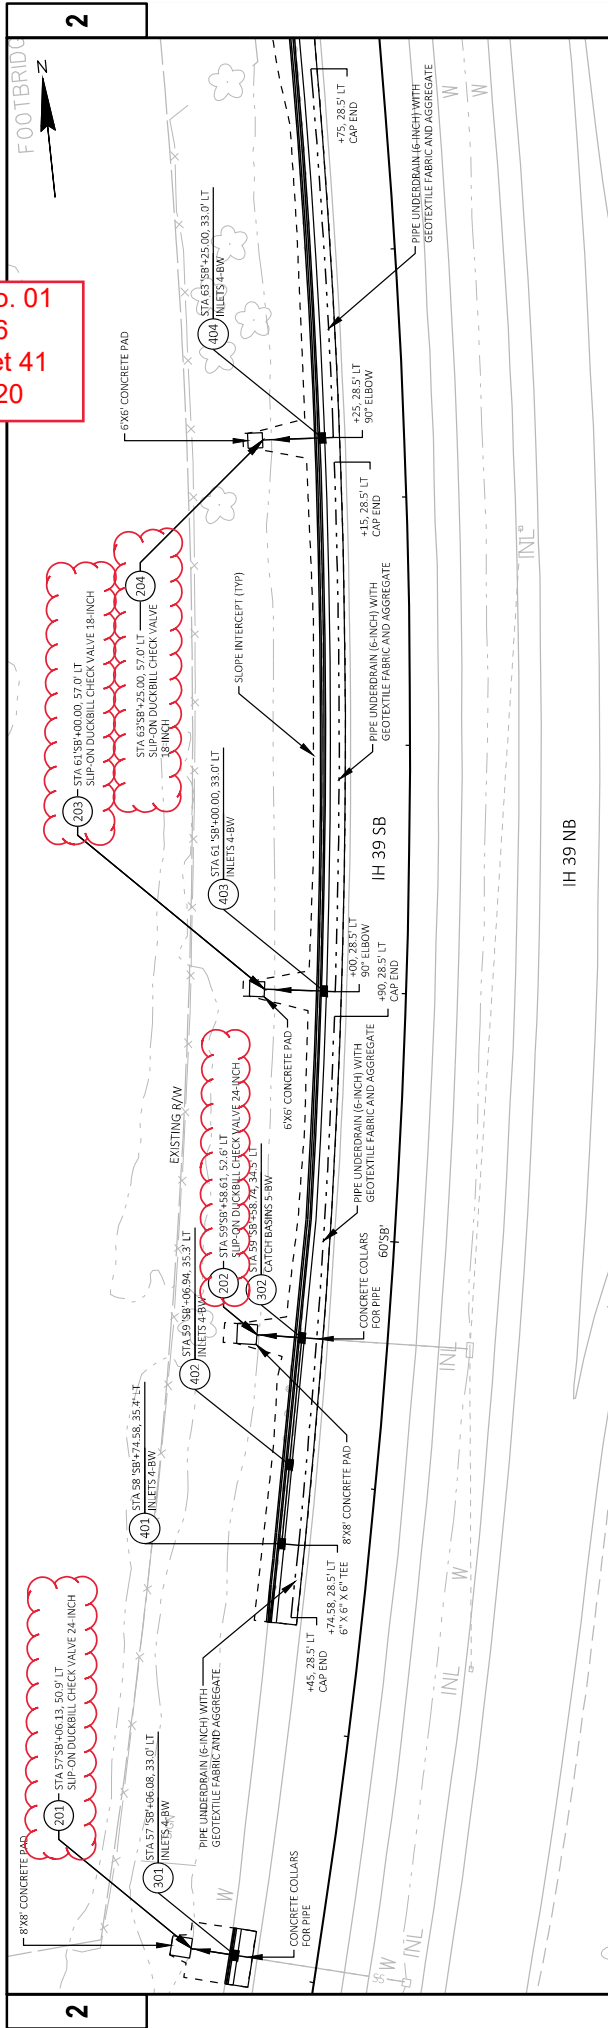 2
FOOTBRIDG
N
o. 01
6
et 41
20
+75, 28.5' LT
CAP END
W
W
PIPE UNDERDRAIN (6-INCH) WITH
GEOTEXTILE FABRIC AND AGGREGATE
404
STA 63'SB'+25.00, 33.0' LT
INLETS 4-BW
6'X6' CONCRETE PAD
+25, 28.5' LT
90° ELBOW
+15, 28.5' LT
CAP END
INL
204
STA 63'SB'+25.00, 57.0' LT
SLIP-ON DUCKBILL CHECK VALVE
18-INCH
203
STA 61'SB'+00.00, 57.0' LT
SLIP-ON DUCKBILL CHECK VALVE 18-INCH
SLOPE INTERCEPT (TYP)
PIPE UNDERDRAIN (6-INCH) WITH
GEOTEXTILE FABRIC AND AGGREGATE
403
STA 61'SB'+00.00, 33.0' LT
INLETS 4-BW
IH 39 SB
IH 39 NB
+00, 28.5' LT
90° ELBOW
+90, 28.5' LT
CAP END
6'X6' CONCRETE PAD
EXISTING R/W
PIPE UNDERDRAIN (6-INCH) WITH
GEOTEXTILE FABRIC AND AGGREGATE
60'SB'
202
STA 59'SB'+58.61, 52.6' LT
SLIP-ON DUCKBILL CHECK VALVE 24-INCH
302
STA 59'SB'+58.74, 34.5' LT
CATCH BASINS 5-BW
402
STA 59'SB'+06.94, 35.3' LT
INLETS 4-BW
CONCRETE COLLARS
FOR PIPE
INL
8'X8' CONCRETE PAD
401
STA 58'SB'+74.58, 35.4' LT
INLETS 4-BW
+74.58, 28.5' LT
6" X 6" X 6" TEE
+45, 28.5' LT
CAP END
W
INL
PIPE UNDERDRAIN (6-INCH) WITH
GEOTEXTILE FABRIC AND AGGREGATE
201
STA 57'SB'+06.13, 50.9' LT
SLIP-ON DUCKBILL CHECK VALVE 24-INCH
301
STA 57'SB'+06.08, 33.0' LT
INLETS 4-BW
8'X8' CONCRETE PAD
W
CONCRETE COLLARS
FOR PIPE
INL
W
SS
2